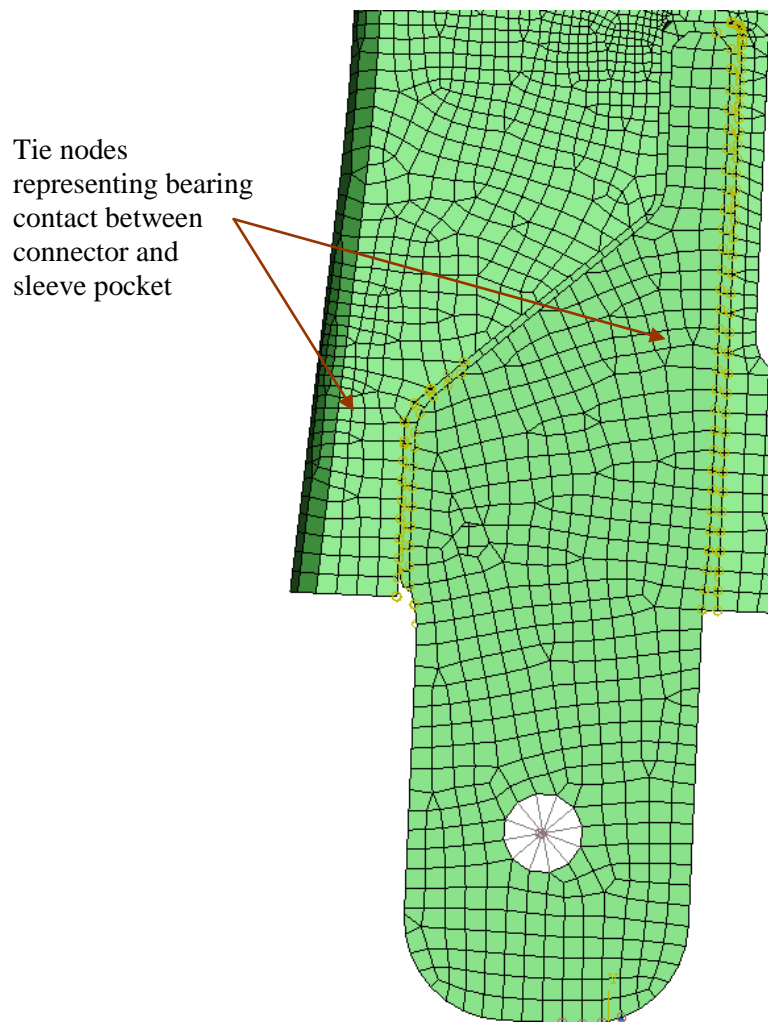 Tie nodes
representing bearing
contact between
connector and
sleeve pocket
Y